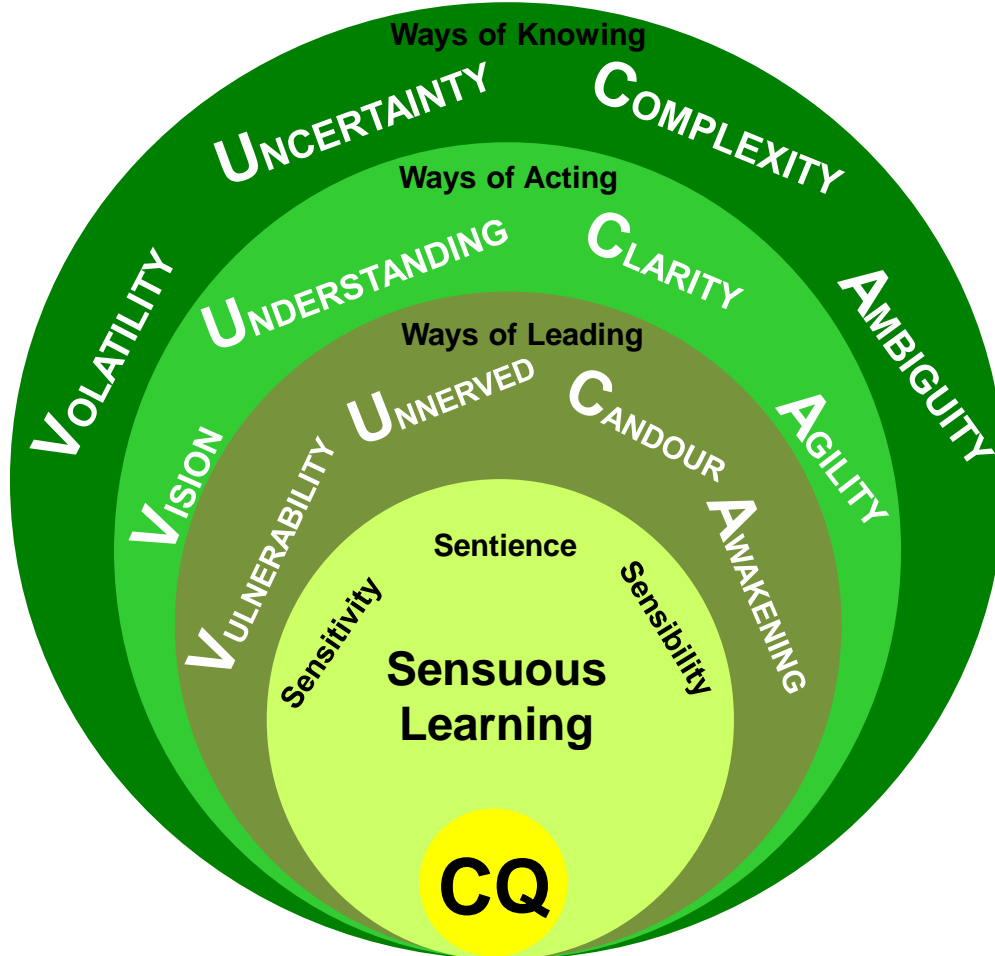 Ways of Knowing
VOLATILITY
UNCERTAINTY
COMPLEXITY
AMBIGUITY
Ways of Acting
VISION
UNDERSTANDING
CLARITY
AGILITY
Ways of Leading
VULNERABILITY
UNNERVED
CANDOUR
AWAKENING
Sensitivity
Sentience
Sensibility
Sensuous
Learning
CQ